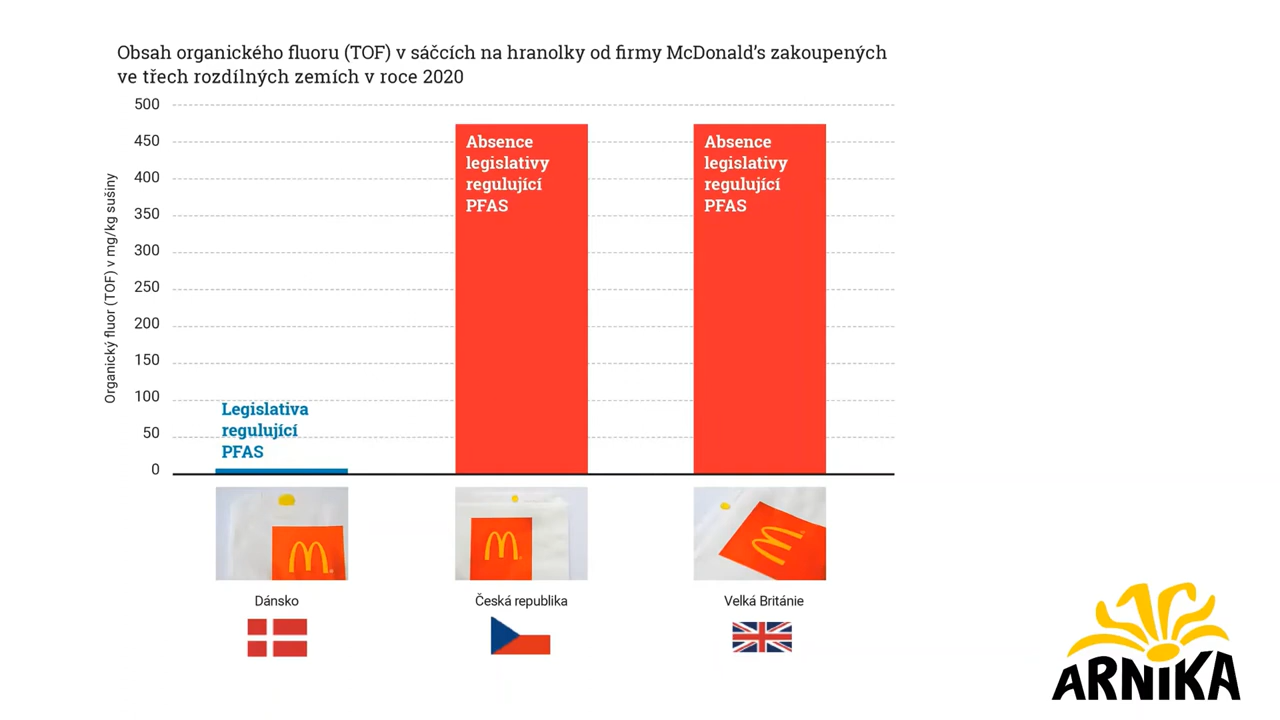 Obsah organického fluoru (TOF) v sáčcích na hranolky od firmy McDonald’s zakoupených
ve třech rozdílných zemích v roce 2020
Organický fluor (TOF) v mg/kg sušiny
500
450
400
350
300
250
200
150
100
50
0
Legislativa
regulující
PFAS
Absence
legislativy
regulující
PFAS
Absence
legislativy
regulující
PFAS
Dánsko
Česká republika
Velká Británie
ARNIKA